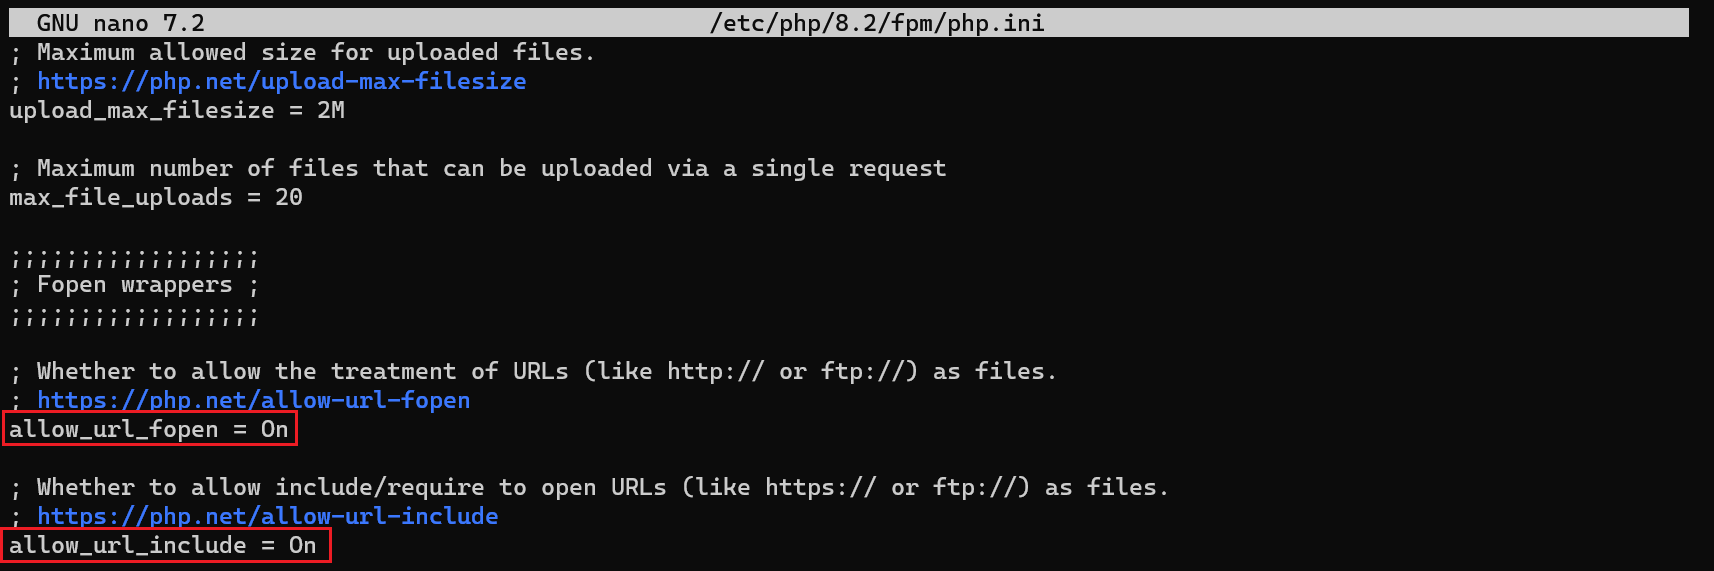 GNU nano 7.2 /etc/php/8.2/fpm/php.ini
; Maximum allowed size for uploaded files.
; https://php.net/upload-max-filesize
upload_max_filesize = 2M
; Maximum number of files that can be uploaded via a single request
max_file_uploads = 20
;;;;;;;;;;;;;;;;;;
; Fopen wrappers ;
;;;;;;;;;;;;;;;;;;
; Whether to allow the treatment of URLs (like http:// or ftp://) as files.
; https://php.net/allow-url-fopen
allow_url_fopen = On
; Whether to allow include/require to open URLs (like https:// or ftp://) as files.
; https://php.net/allow-url-include
allow_url_include = On